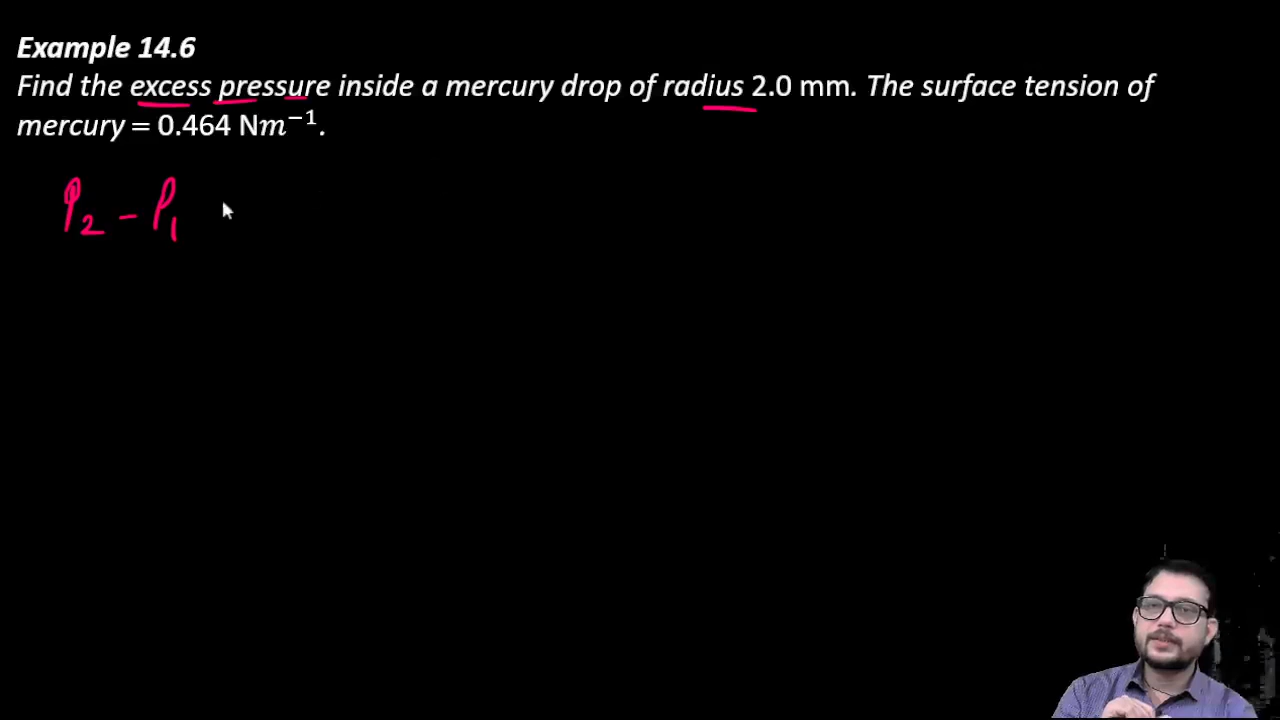 Example 14.6
Find the excess pressure inside a mercury drop of radius 2.0 mm. The surface tension of
mercury = 0.464 Nm⁻¹.
P₂ - P₁